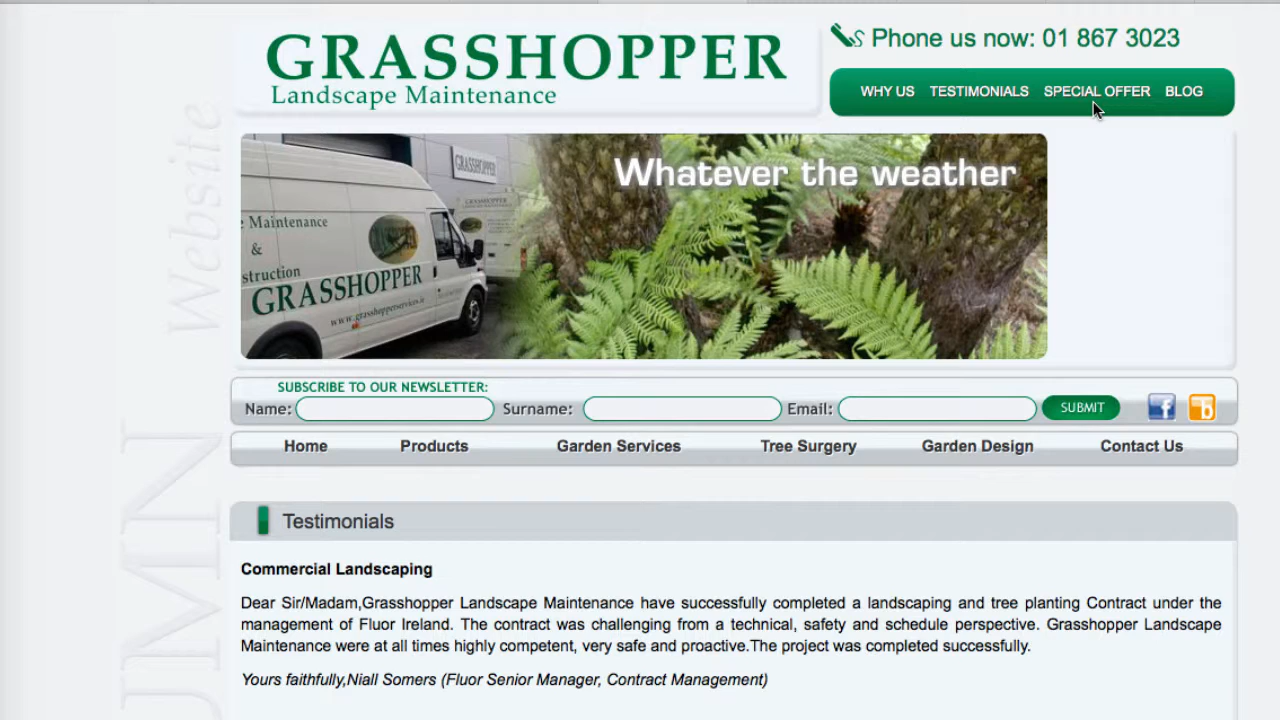 GRASSHOPPER
Landscape Maintenance
Phone us now: 01 867 3023
WHY US TESTIMONIALS SPECIAL OFFER BLOG
Website
JMN
Whatever the weather
GRASSHOPPER
e Maintenance
&
struction
GRASSHOPPER
www.grasshopperservices.ie
GRASSHOPPER
SUBSCRIBE TO OUR NEWSLETTER:
Name: Surname: Email: SUBMIT
Home Products Garden Services Tree Surgery Garden Design Contact Us
Testimonials
Commercial Landscaping
Dear Sir/Madam,Grasshopper Landscape Maintenance have successfully completed a landscaping and tree planting Contract under the
management of Fluor Ireland. The contract was challenging from a technical, safety and schedule perspective. Grasshopper Landscape
Maintenance were at all times highly competent, very safe and proactive.The project was completed successfully.
Yours faithfully,Niall Somers (Fluor Senior Manager, Contract Management)